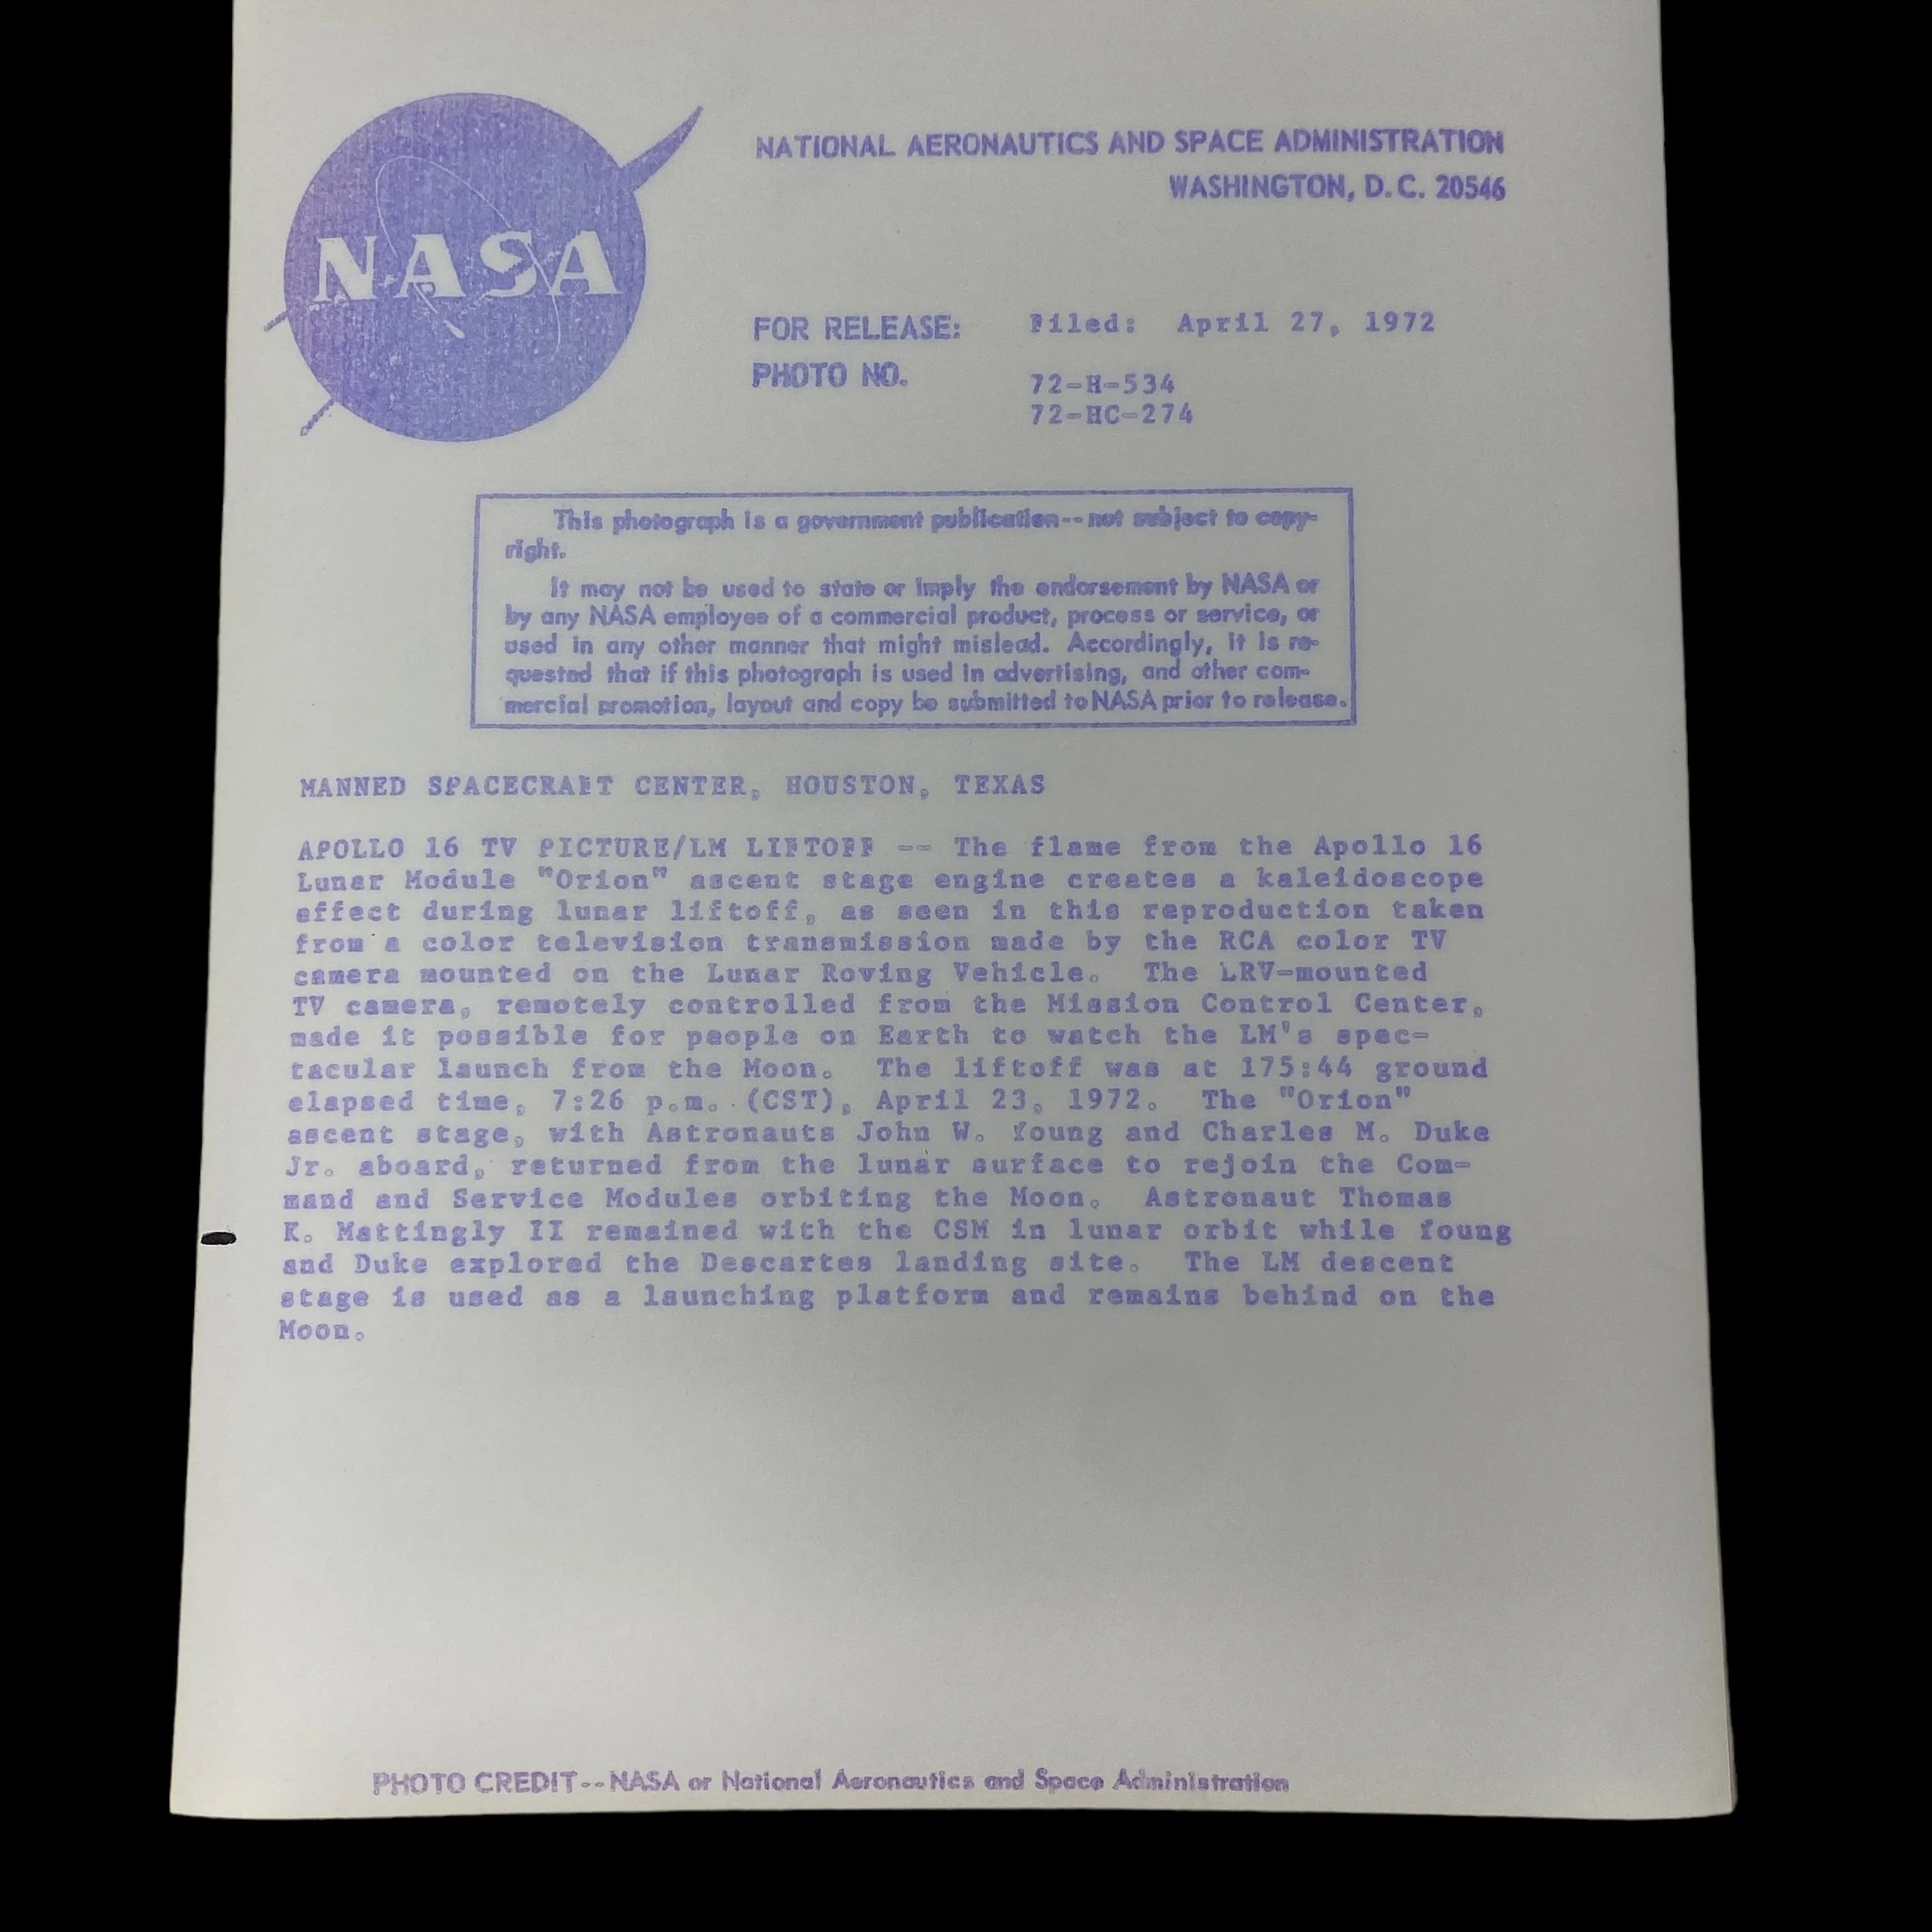 NASA
NATIONAL AERONAUTICS AND SPACE ADMINISTRATION
WASHINGTON, D.C. 20546
FOR RELEASE: Filed: April 27, 1972
PHOTO NO. 72-H-534
72-HC-274
This photograph is a government publication--not subject to copy-
right.
It may not be used to state or imply the endorsement by NASA or
by any NASA employee of a commercial product, process or service, or
used in any other manner that might mislead. Accordingly, it is re-
quested that if this photograph is used in advertising, and other com-
mercial promotion, layout and copy be submitted to NASA prior to release.
MANNED SPACECRAFT CENTER, HOUSTON, TEXAS
APOLLO 16 TV PICTURE/LM LIFTOFF -- The flame from the Apollo 16
Lunar Module "Orion" ascent stage engine creates a kaleidoscope
effect during lunar liftoff, as seen in this reproduction taken
from a color television transmission made by the RCA color TV
camera mounted on the Lunar Roving Vehicle. The LRV-mounted
TV camera, remotely controlled from the Mission Control Center,
made it possible for people on Earth to watch the LM's spec-
tacular launch from the Moon. The liftoff was at 175:44 ground
elapsed time, 7:26 p.m. (CST), April 23, 1972. The "Orion"
ascent stage, with Astronauts John W. Young and Charles M. Duke
Jr. aboard, returned from the lunar surface to rejoin the Com-
mand and Service Modules orbiting the Moon. Astronaut Thomas
K. Mattingly II remained with the CSM in lunar orbit while Young
and Duke explored the Descartes landing site. The LM descent
stage is used as a launching platform and remains behind on the
Moon.
PHOTO CREDIT--NASA or National Aeronautics and Space Administration